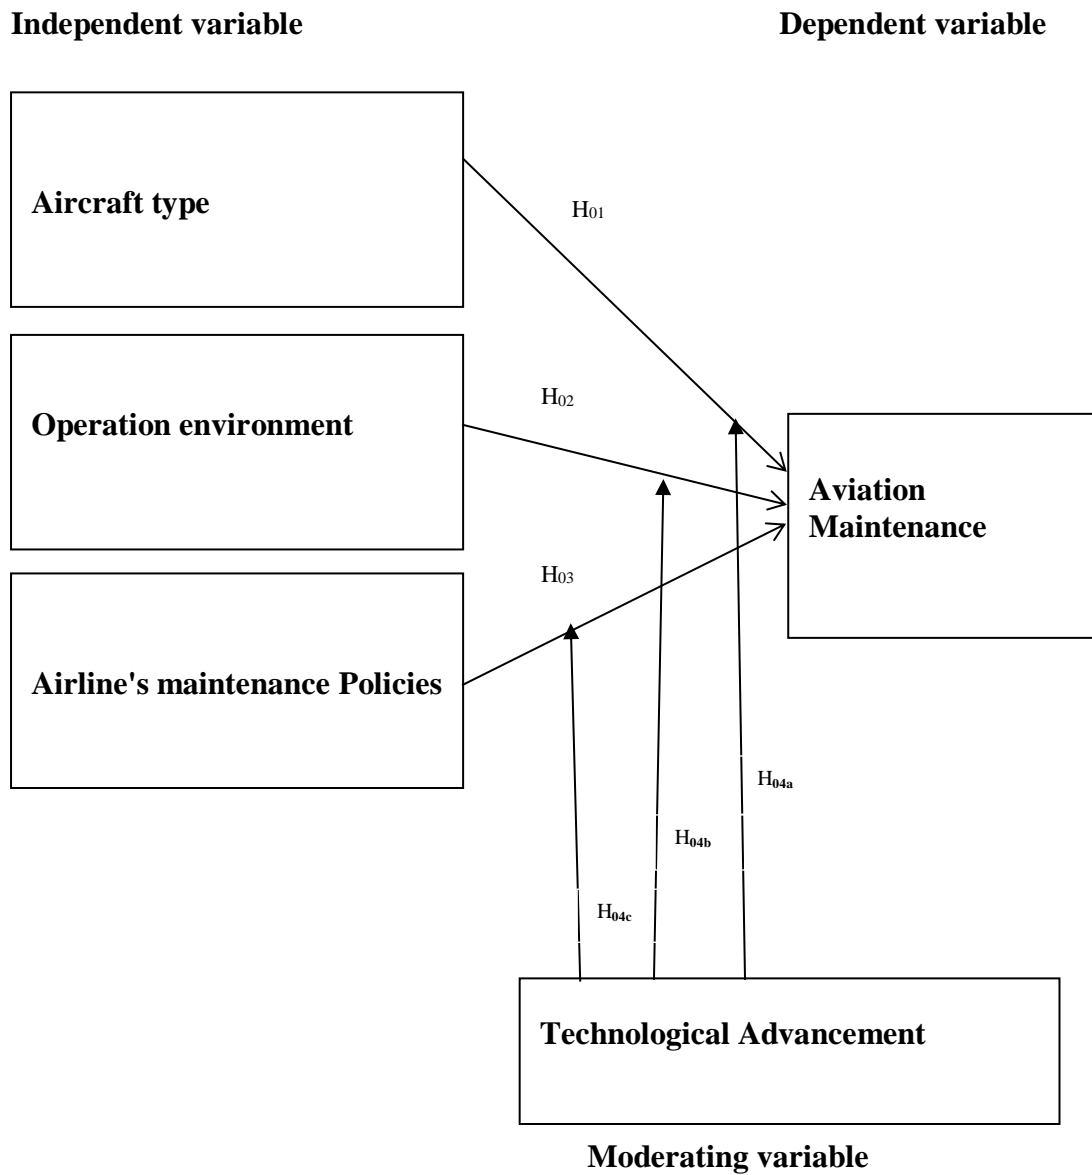 Independent variable
Dependent variable
Aircraft type
H01
Operation environment
H02
Aviation
Maintenance
H03
Airline's maintenance Policies
H04a
H04b
H04c
Technological Advancement
Moderating variable